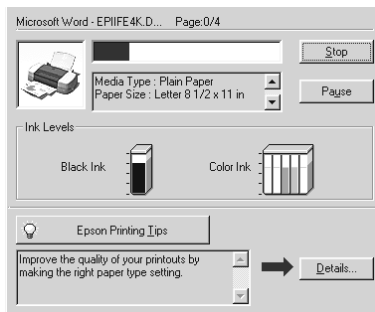 Microsoft Word - EPIIFE4K.D... Page:0/4
Stop
Media Type : Plain Paper
Paper Size : Letter 8 1/2 x 11 in
Pause
Ink Levels
Black Ink
Color Ink
Epson Printing Tips
Improve the quality of your printouts by
making the right paper type setting.
Details...